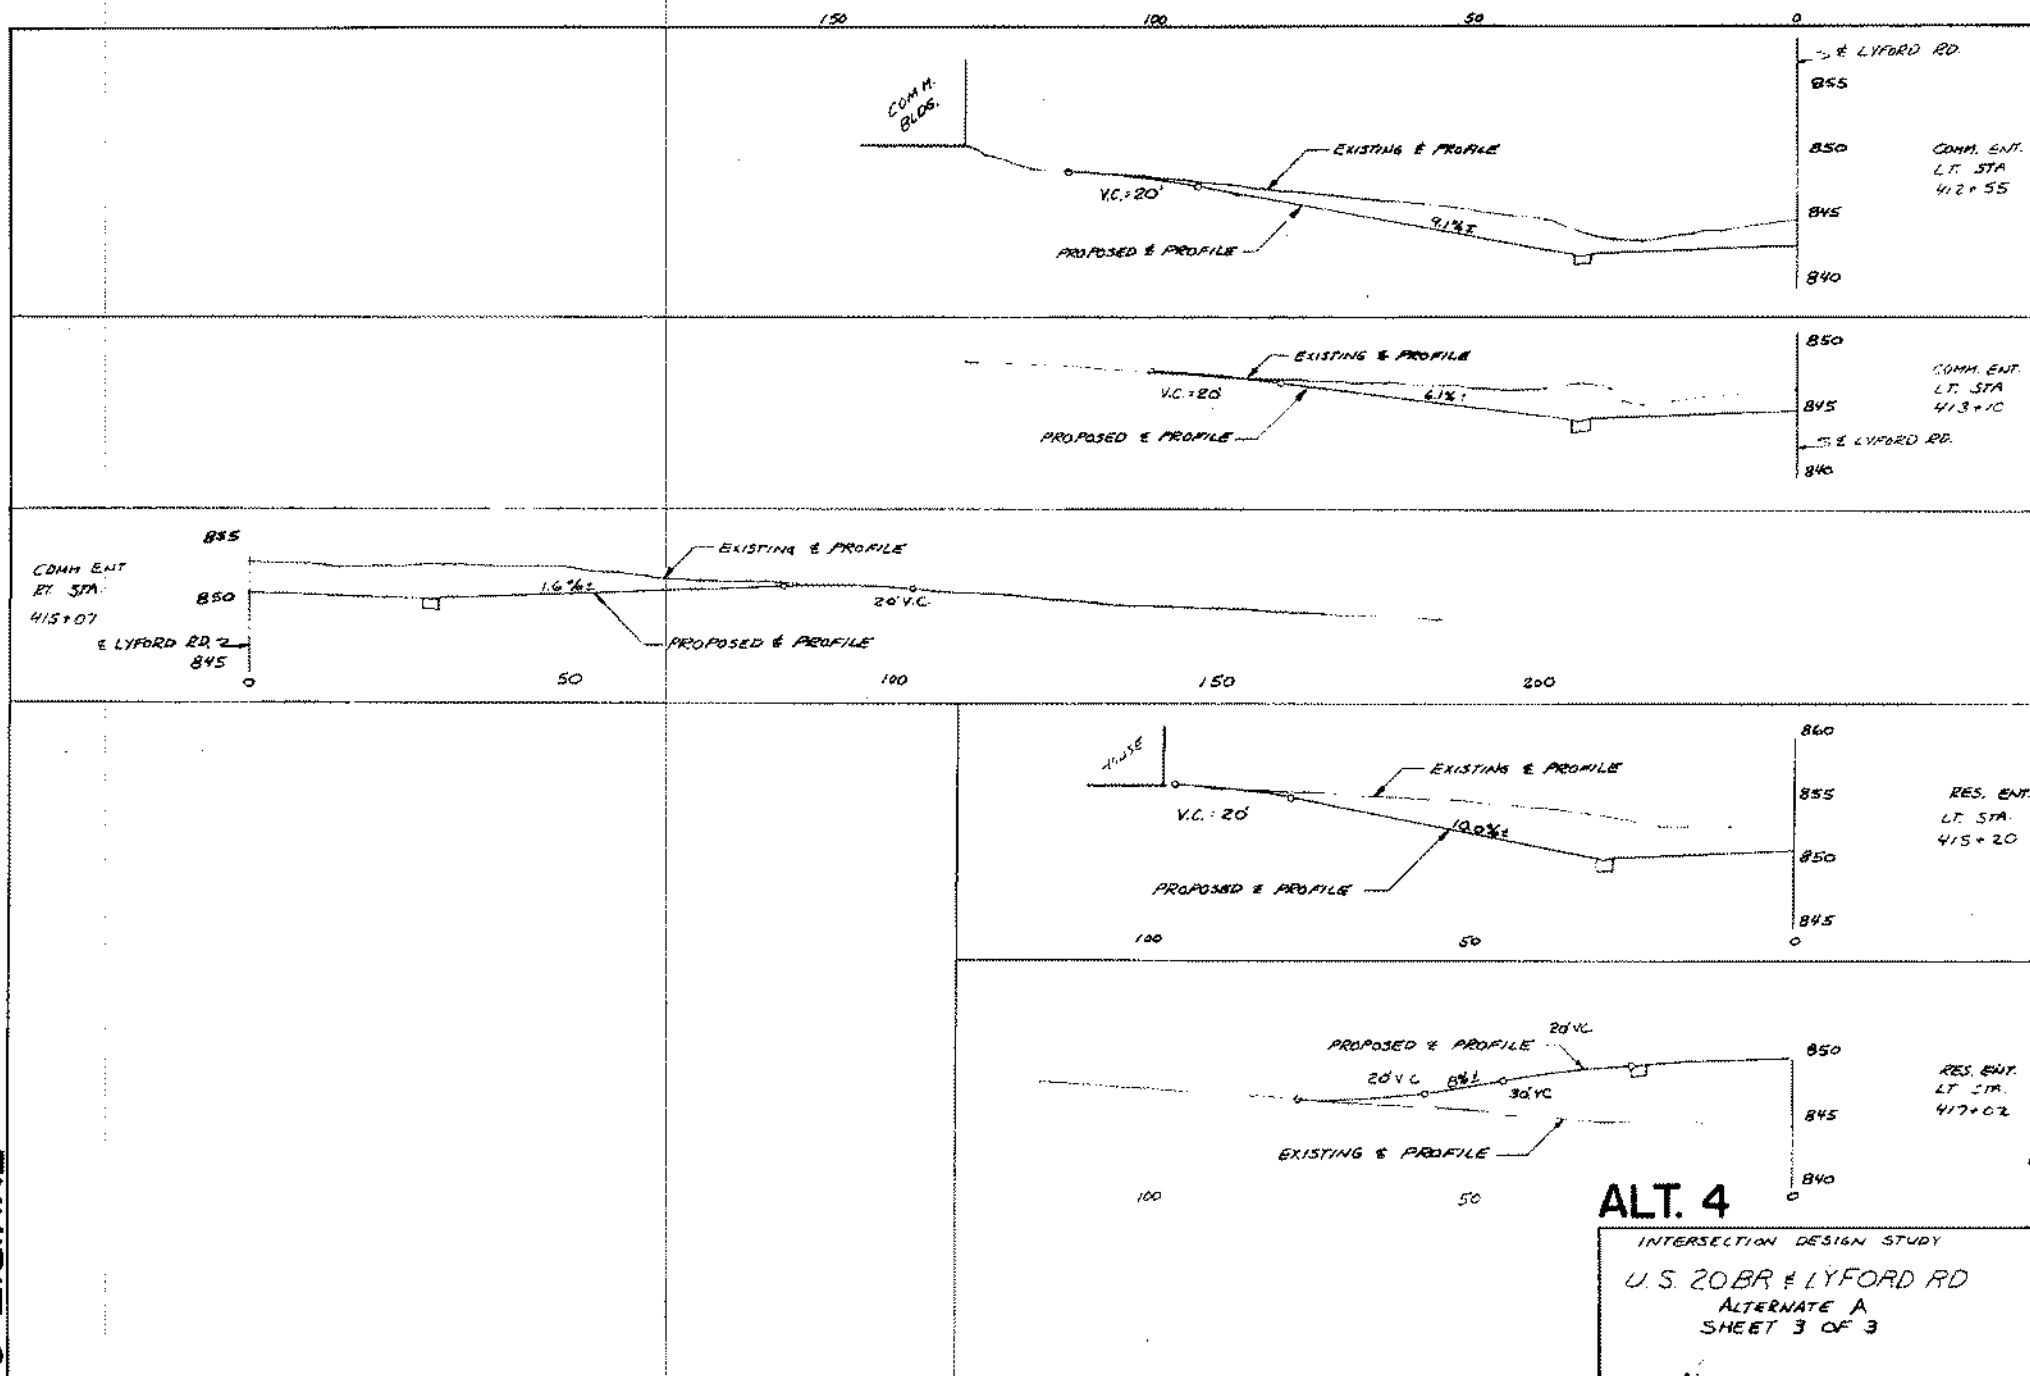 150 100 50 0
℄ LYFORD RD.
855
COMM.
BLDG.
EXISTING ℄ PROFILE
850
COMM. ENT.
LT. STA
412+55
V.C.=20'
845
9.1%±
PROPOSED ℄ PROFILE
840
850
EXISTING ℄ PROFILE
COMM. ENT.
LT. STA
413+10
V.C.=20'
6.1%±
845
PROPOSED ℄ PROFILE
℄ LYFORD RD.
840
855
EXISTING ℄ PROFILE
COMM ENT
RT. STA.
415+07
1.6%±
850
20' V.C.
℄ LYFORD RD.
PROPOSED ℄ PROFILE
845
0 50 100 150 200
860
HOUSE
EXISTING ℄ PROFILE
855
RES. ENT.
LT. STA.
415+20
V.C.=20'
10.0%±
850
PROPOSED ℄ PROFILE
845
100 50 0
20' VC
PROPOSED ℄ PROFILE
850
20' VC 8%±
30' VC
RES. ENT.
LT STA.
417+02
845
EXISTING ℄ PROFILE
840
100 50 0
ALT. 4
INTERSECTION DESIGN STUDY
U.S. 20BR & LYFORD RD
ALTERNATE A
SHEET 3 OF 3